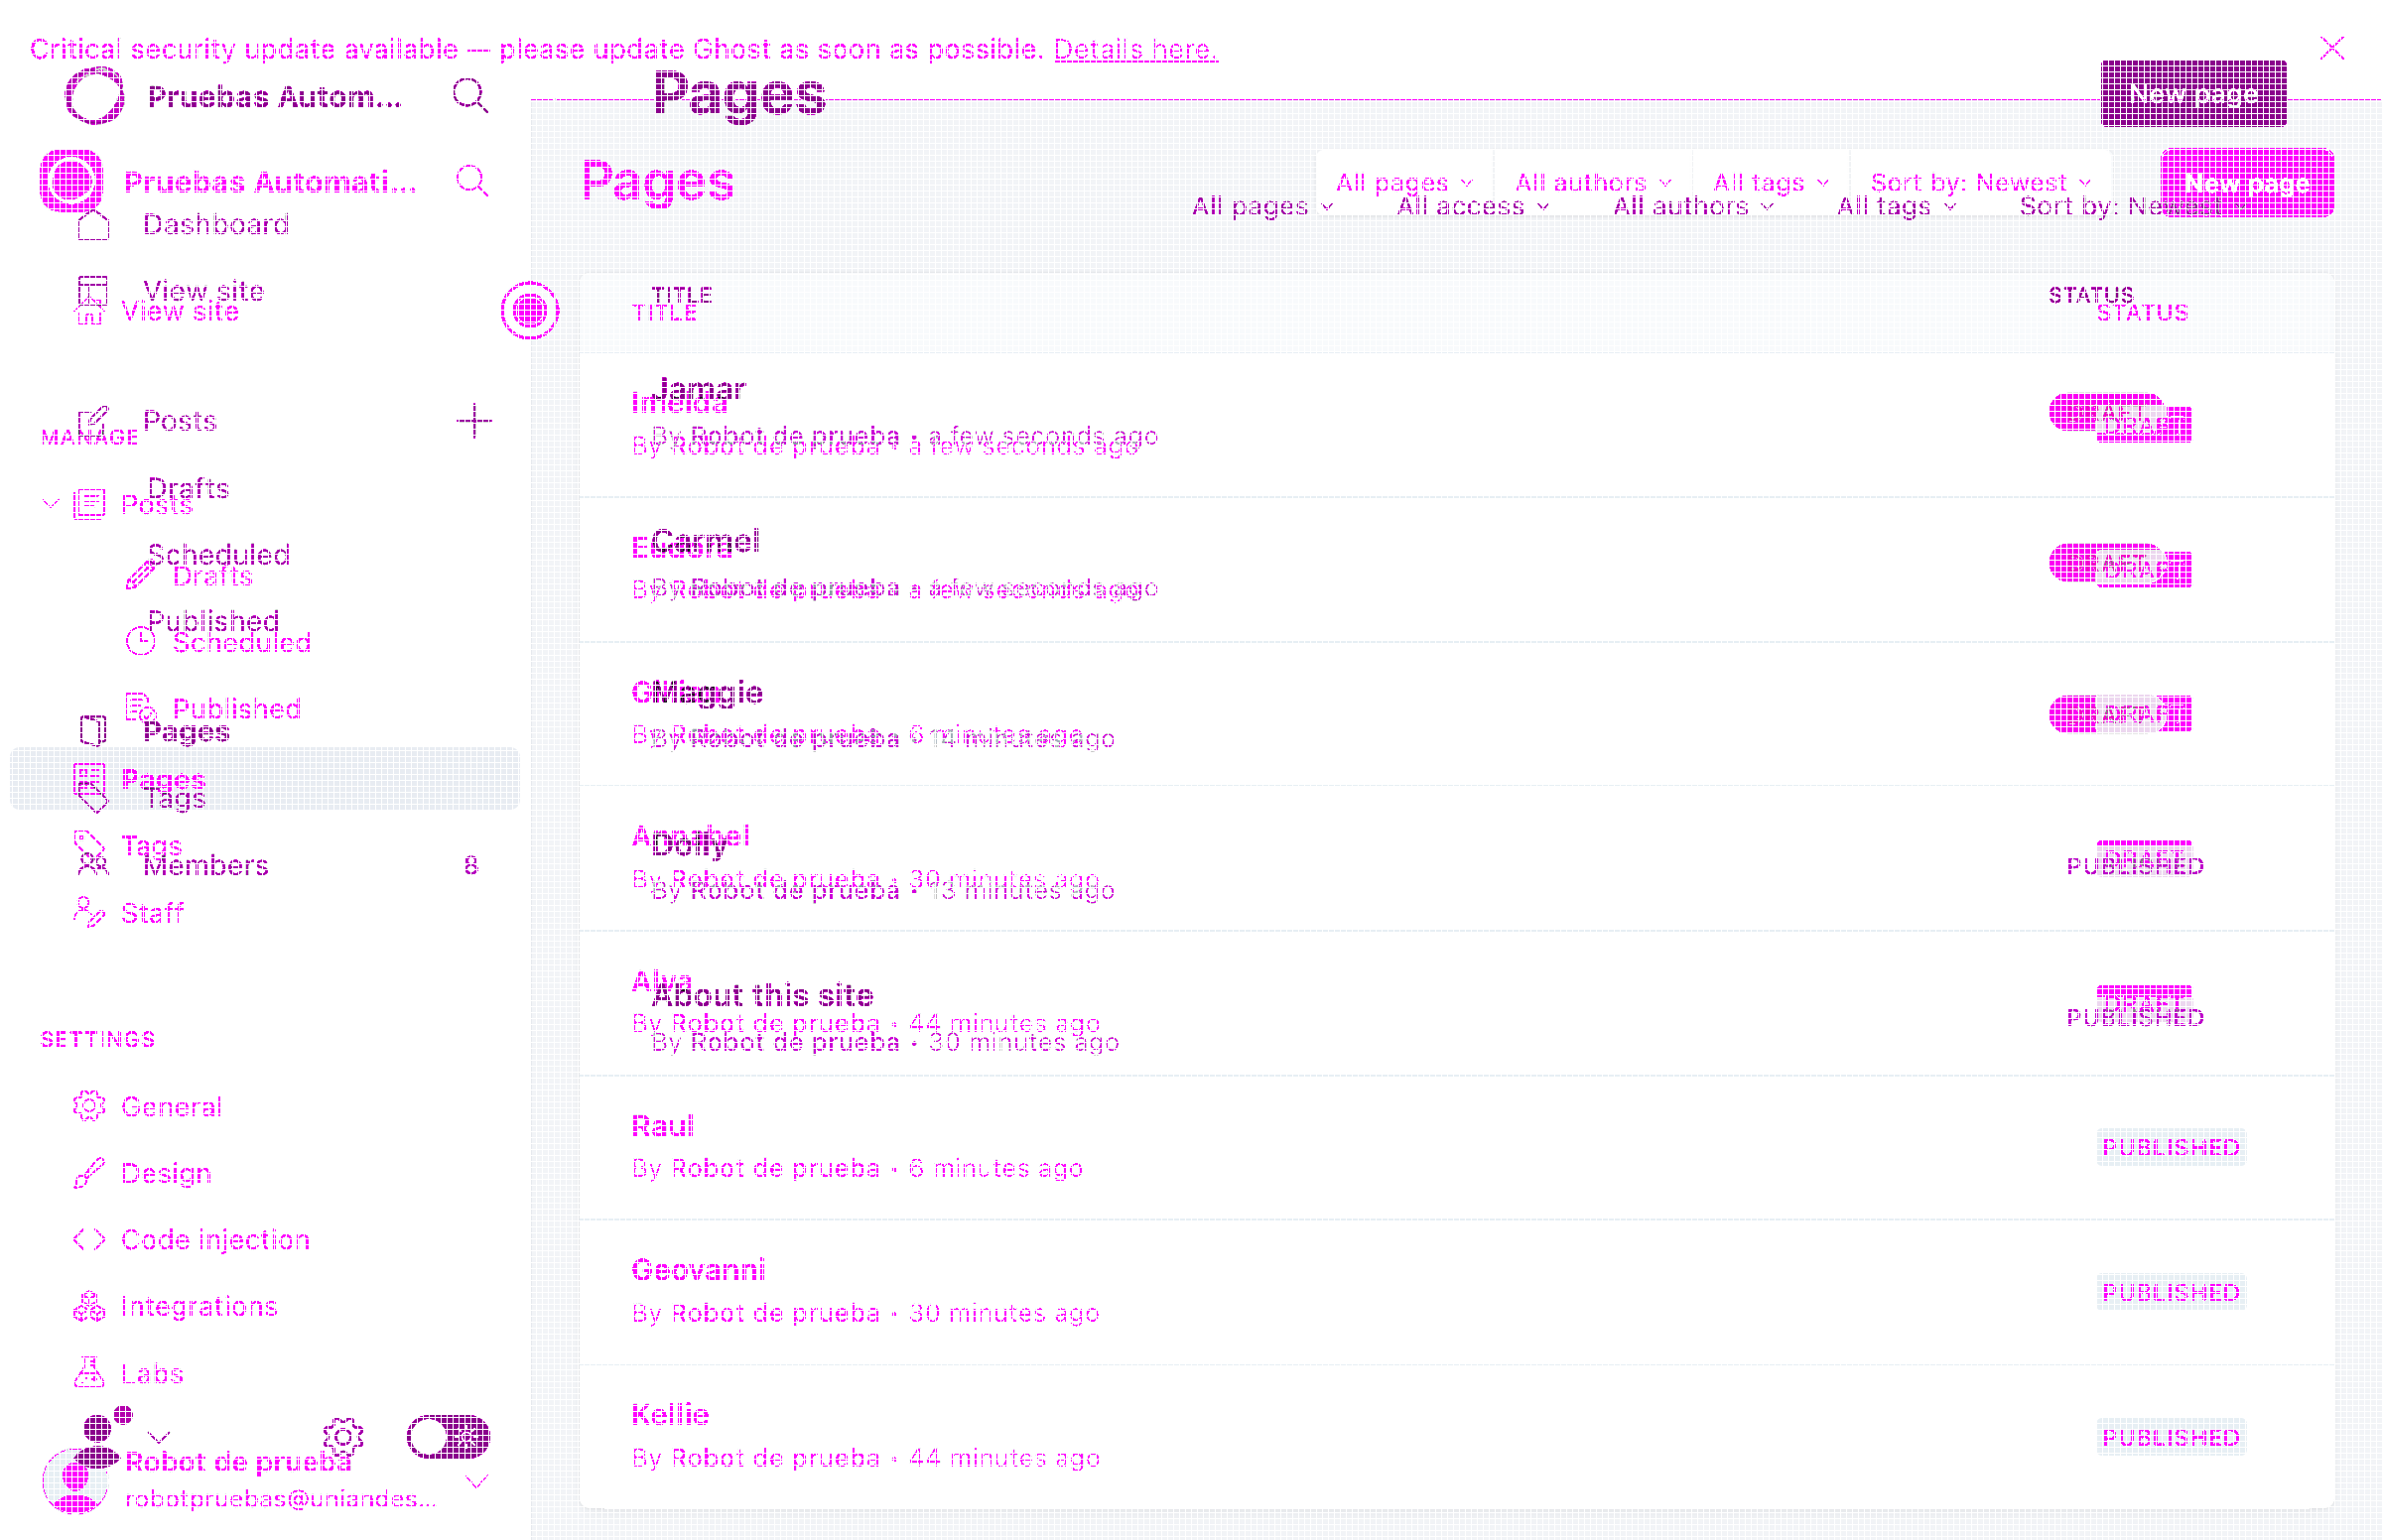 Critical security update available — please update Ghost as soon as possible. Details here.
Pruebas Autom...
Pages
New page
Pruebas Automati...
Pages
All pages
All authors
All tags
Sort by: Newest
New page
All pages
All access
All authors
All tags
Sort by: Newest
Dashboard
View site
View site
TITLE
STATUS
TITLE
STATUS
Posts
MANAGE
Jamar
Imelda
By Robot de prueba • a few seconds ago
By Robot de prueba • a few seconds ago
DRAFT
Drafts
Posts
Scheduled
Drafts
Carmel
By Robot de prueba • a few seconds ago
By Robot de prueba • a few seconds ago
DRAFT
Published
Scheduled
Published
Pages
Maggie
By Robot de prueba • 6 minutes ago
By Robot de prueba • 14 minutes ago
DRAFT
Pages
Tags
Tags
Members
8
Staff
Annabel
Dolly
By Robot de prueba • 30 minutes ago
By Robot de prueba • 13 minutes ago
DRAFT
PUBLISHED
Alva
About this site
By Robot de prueba • 44 minutes ago
By Robot de prueba • 30 minutes ago
DRAFT
PUBLISHED
SETTINGS
General
Design
Code injection
Integrations
Labs
Raul
By Robot de prueba • 6 minutes ago
PUBLISHED
Geovanni
By Robot de prueba • 30 minutes ago
PUBLISHED
Kellie
By Robot de prueba • 44 minutes ago
PUBLISHED
Robot de prueba
robotpruebas@uniandes...